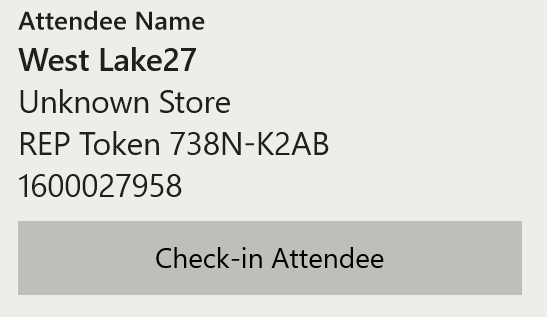 Attendee Name
West Lake27
Unknown Store
REP Token 738N-K2AB
1600027958
Check-in Attendee